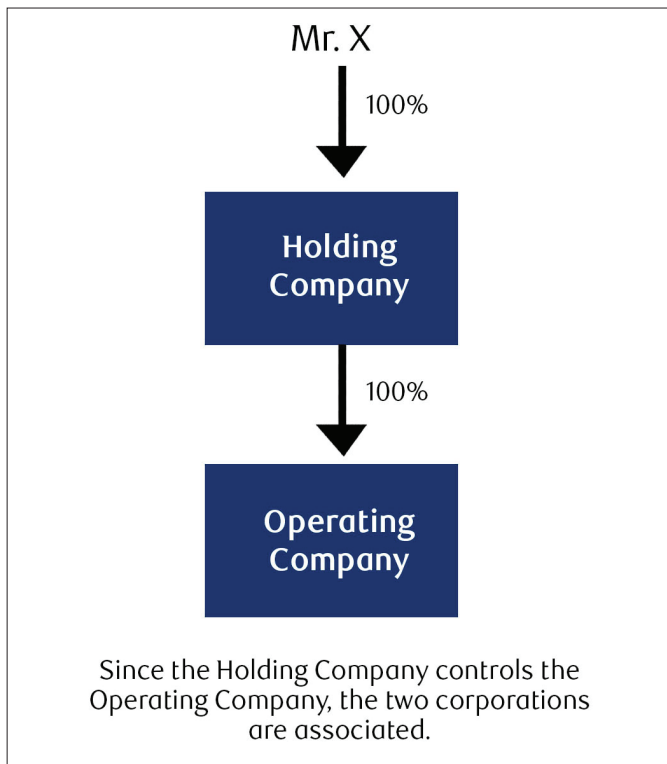 Mr. X
100%
Holding
Company
100%
Operating
Company
Since the Holding Company controls the
Operating Company, the two corporations
are associated.